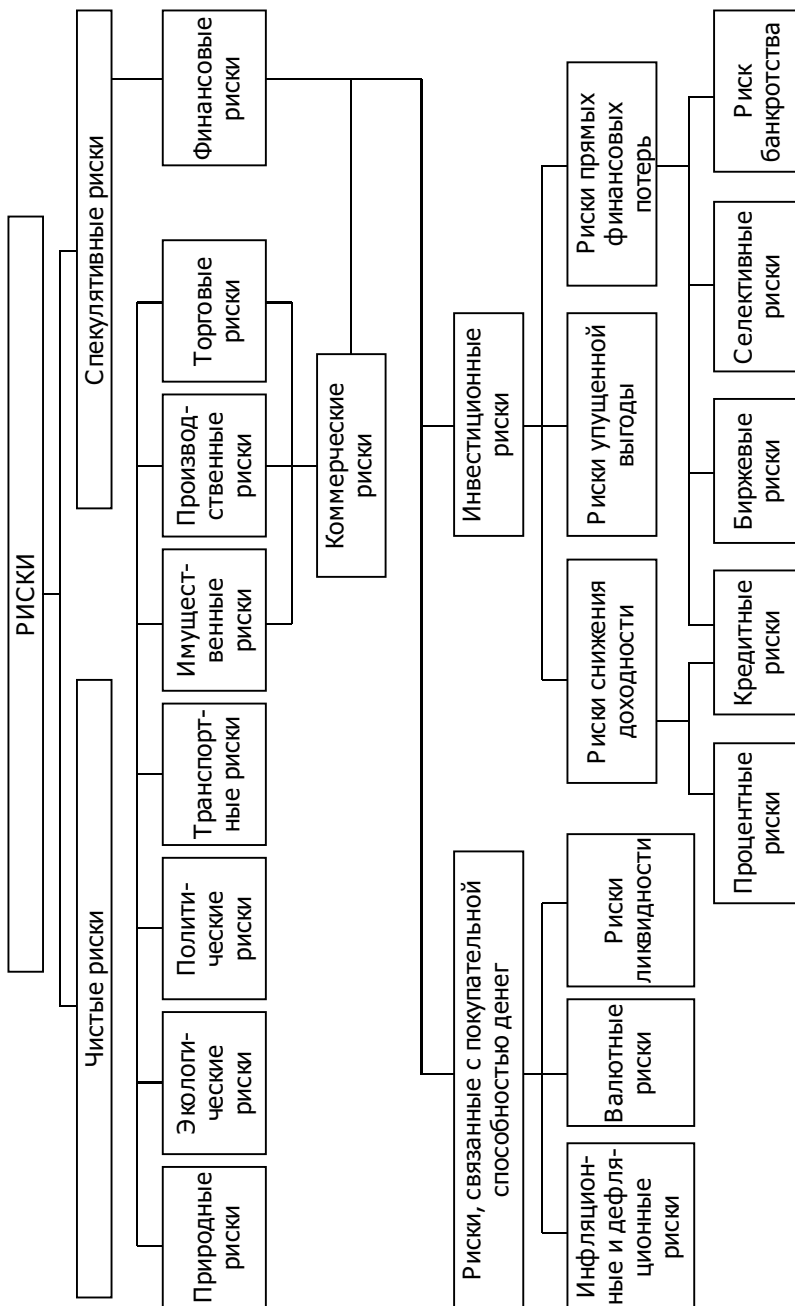 РИСКИ
Чистые риски
Спекулятивные риски
Природные
риски
Экологи-
ческие
риски
Полити-
ческие
риски
Транспорт-
ные риски
Имущест-
венные
риски
Производ-
ственные
риски
Торговые
риски
Финансовые
риски
Коммерческие
риски
Риски, связанные с покупательной
способностью денег
Инвестиционные
риски
Инфляцион-
ные и дефля-
ционные
риски
Валютные
риски
Риски
ликвидности
Риски снижения
доходности
Риски упущенной
выгоды
Риски прямых
финансовых
потерь
Процентные
риски
Кредитные
риски
Биржевые
риски
Селективные
риски
Риск
банкротства